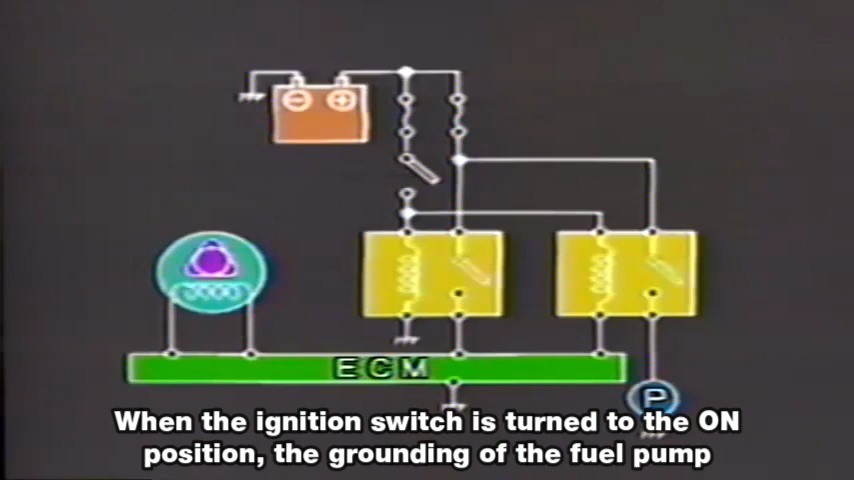 ECM
P
When the ignition switch is turned to the ON
position, the grounding of the fuel pump